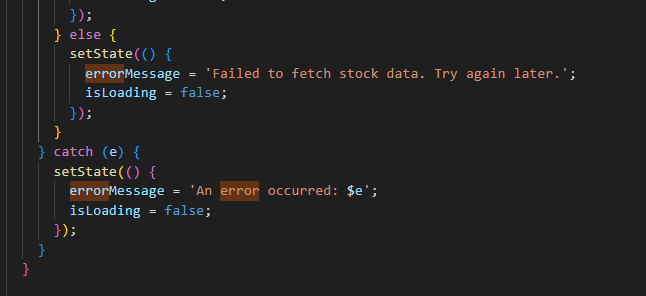 });
} else {
setState(() {
errorMessage = 'Failed to fetch stock data. Try again later.';
isLoading = false;
});
}
} catch (e) {
setState(() {
errorMessage = 'An error occurred: $e';
isLoading = false;
});
}
}